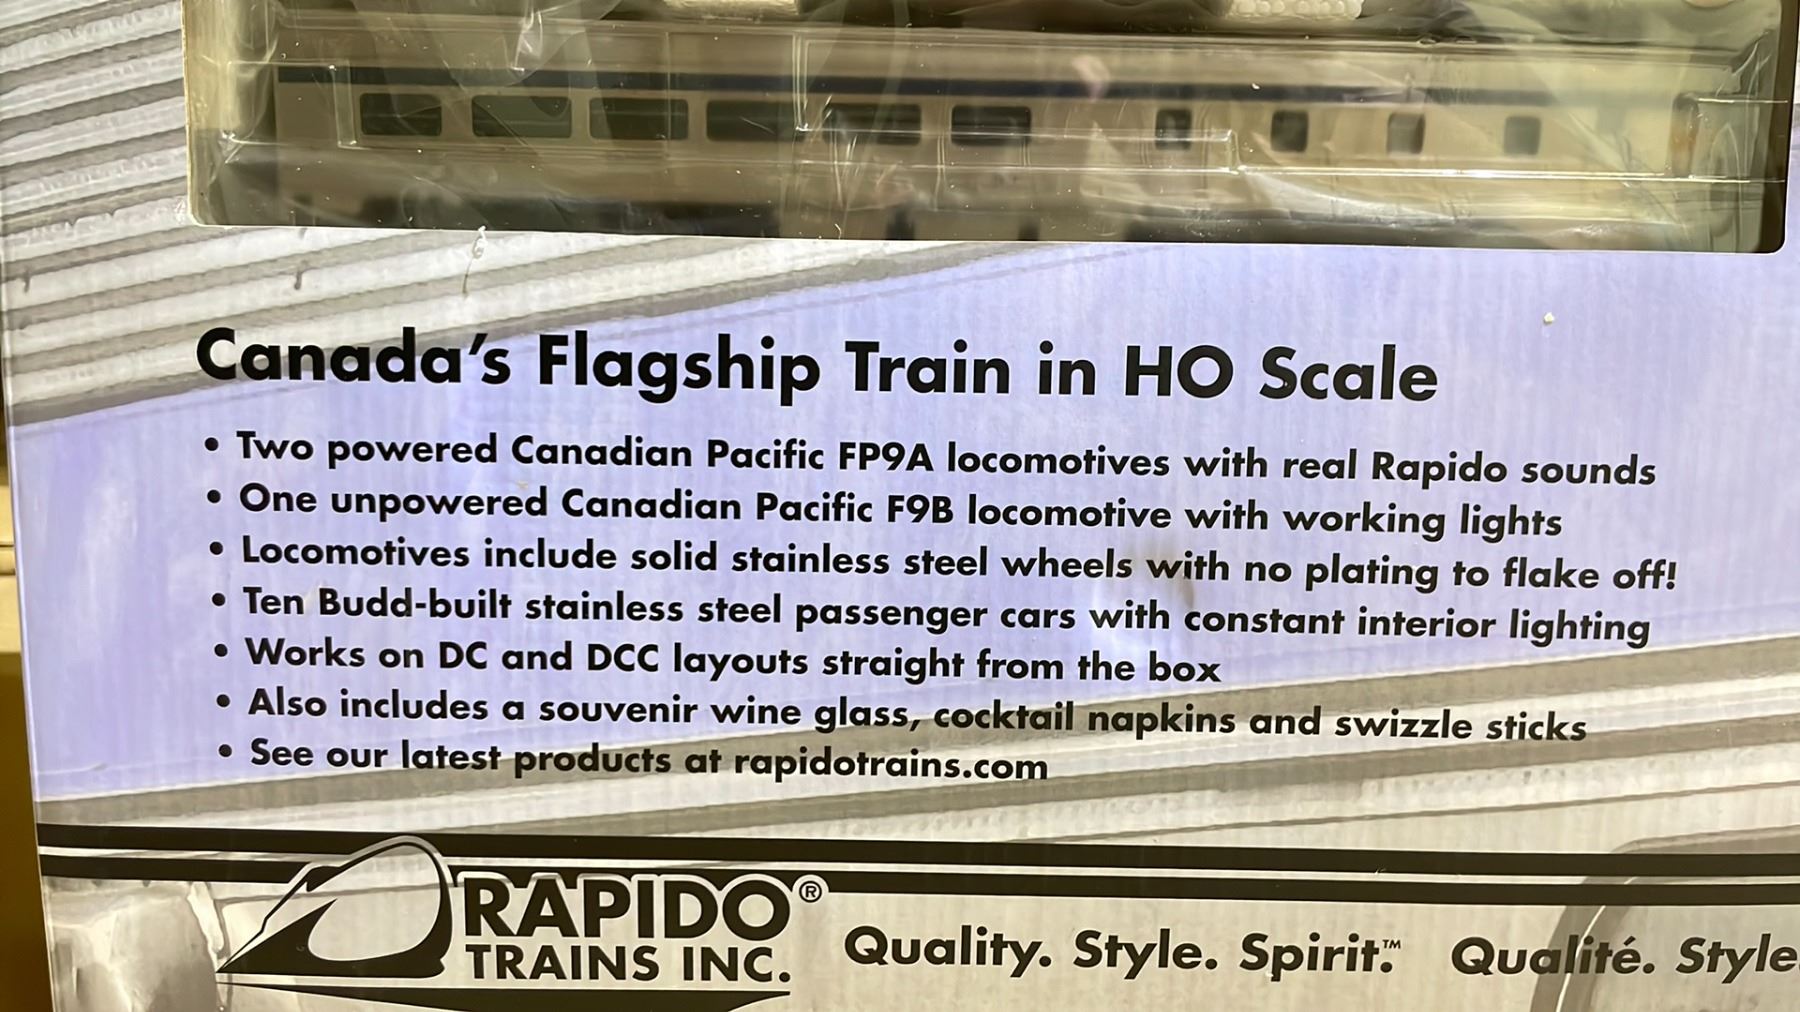 Canada's Flagship Train in HO Scale
• Two powered Canadian Pacific FP9A locomotives with real Rapido sounds
• One unpowered Canadian Pacific F9B locomotive with working lights
• Locomotives include solid stainless steel wheels with no plating to flake off!
• Ten Budd-built stainless steel passenger cars with constant interior lighting
• Works on DC and DCC layouts straight from the box
• Also includes a souvenir wine glass, cocktail napkins and swizzle sticks
• See our latest products at rapidotrains.com
RAPIDO®
TRAINS INC.
Quality. Style. Spirit.™ Qualité. Style.